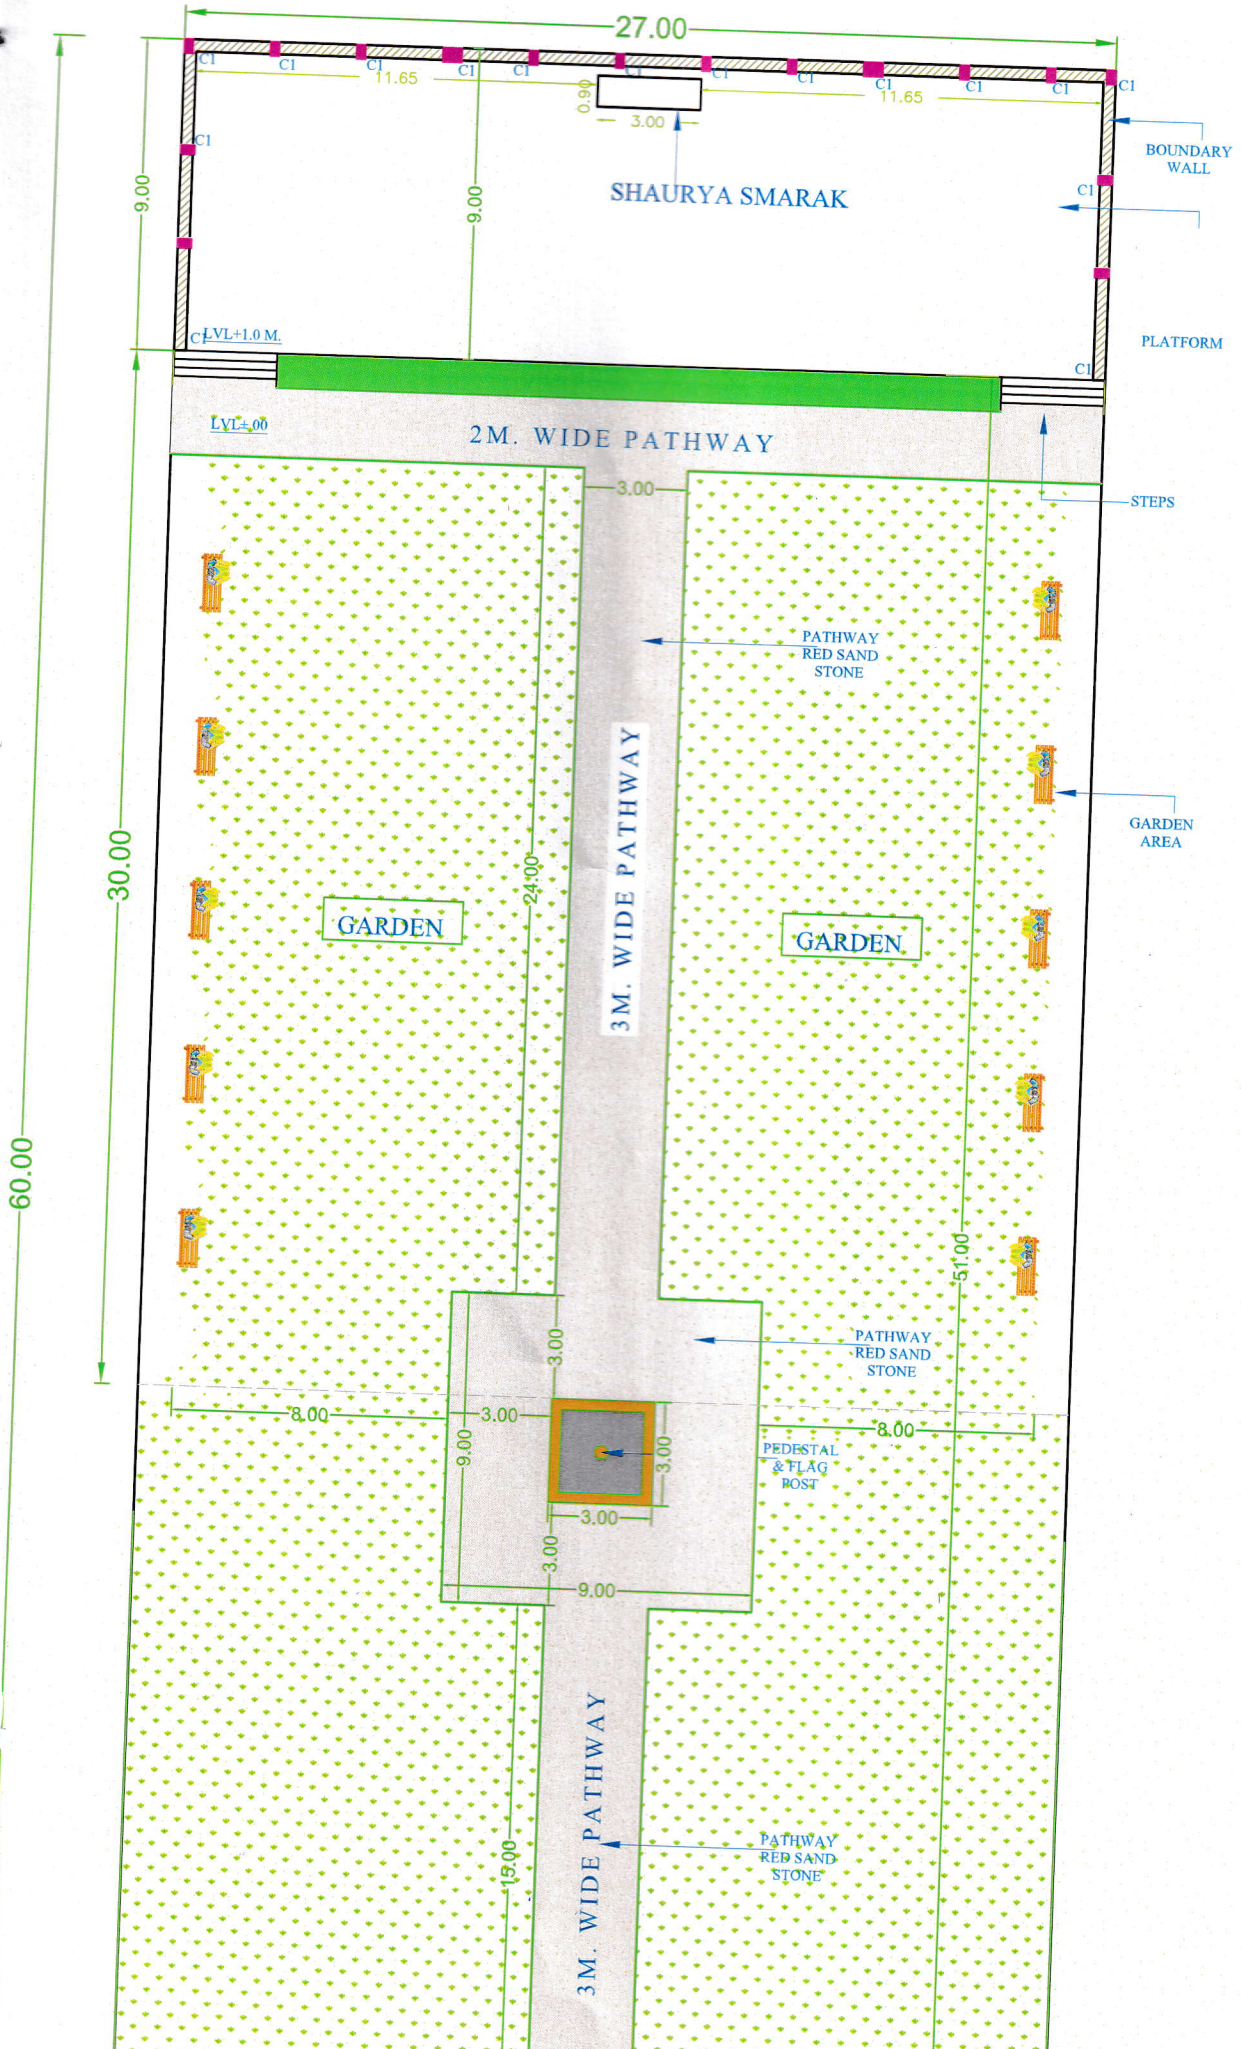 27.00
C1
C1
C1
C1
C1
C1
C1
C1
C1
C1
C1
11.65
11.65
0.90
3.00
BOUNDARY
WALL
C1
C1
9.00
9.00
SHAURYA SMARAK
LVL+1.0 M.
C1
PLATFORM
C1
LVL±.00
2M. WIDE PATHWAY
3.00
STEPS
PATHWAY
RED SAND
STONE
3M. WIDE PATHWAY
GARDEN
AREA
30.00
24.00
GARDEN
GARDEN
60.00
51.00
PATHWAY
RED SAND
STONE
3.00
8.00
3.00
8.00
9.00
3.00
PEDESTAL
& FLAG
POST
3.00
3.00
9.00
3M. WIDE PATHWAY
15.00
PATHWAY
RED SAND
STONE